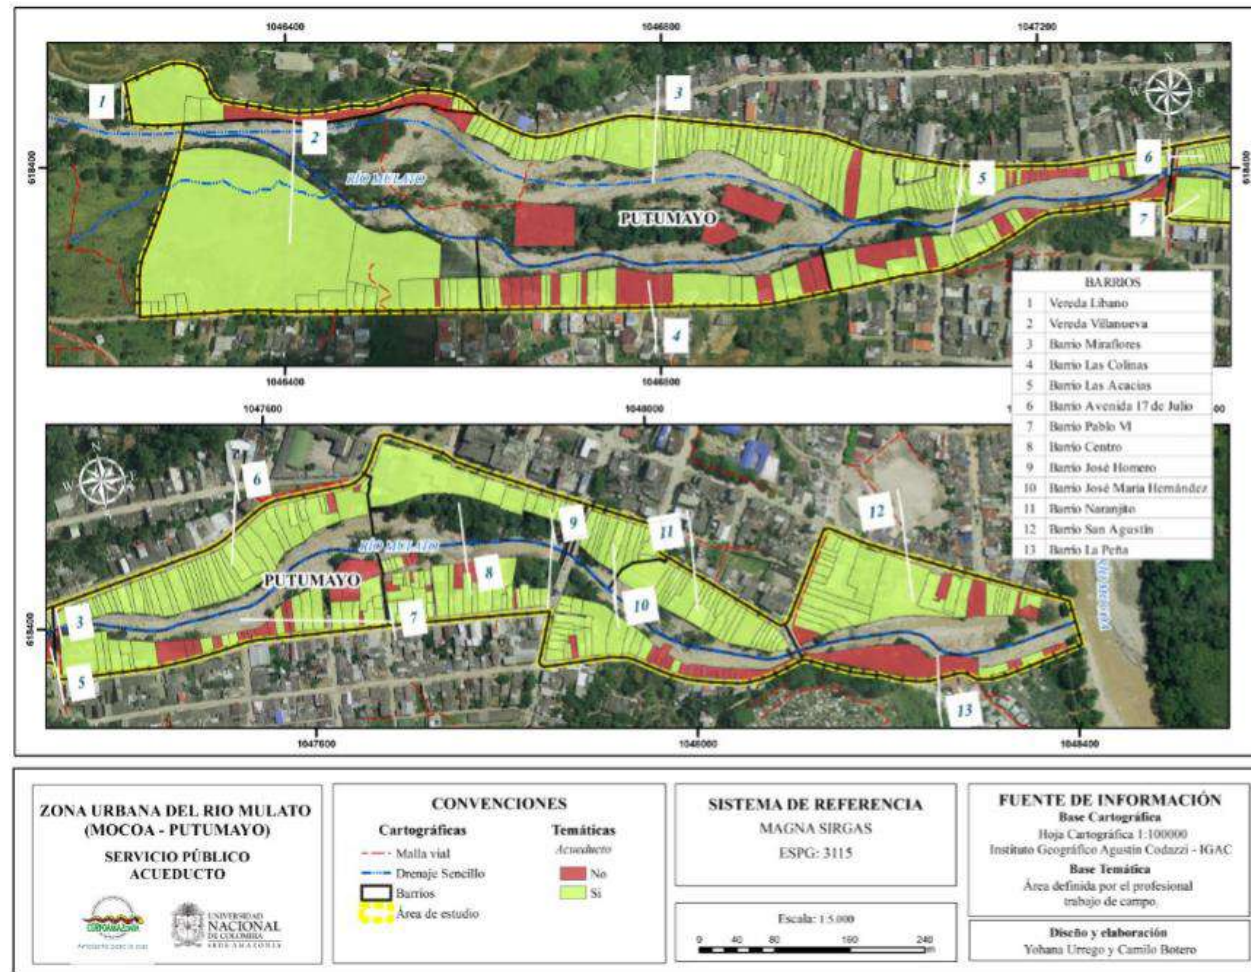 1046400
1046800
1047200
1
2
3
5
6
7
4
618400
618400
RÍO MULATO
PUTUMAYO
N
W
E
S
1046400
1046800
BARRIOS
1 Vereda Líbano
2 Vereda Villanueva
3 Barrio Miraflores
4 Barrio Las Colinas
5 Barrio Las Acacias
6 Barrio Avenida 17 de Julio
7 Barrio Pablo VI
8 Barrio Centro
9 Barrio José Homero
10 Barrio José María Hernández
11 Barrio Naranjito
12 Barrio San Agustín
13 Barrio La Peña
1047600
1048000
6
9
11
12
RÍO MULATO
PUTUMAYO
8
10
3
7
5
13
618400
1047600
1048400
ZONA URBANA DEL RIO MULATO
(MOCOA - PUTUMAYO)
SERVICIO PÚBLICO
ACUEDUCTO
CORPOAMAZONIA
UNIVERSIDAD
NACIONAL
DE COLOMBIA
SEDE AMAZONIA
CONVENCIONES
Cartográficas
Malla vial
Drenaje Sencillo
Barrios
Área de estudio
Temáticas
Acueducto
No
Si
SISTEMA DE REFERENCIA
MAGNA SIRGAS
ESPG: 3115
Escala: 1:5.000
0 40 80 160 240
m
FUENTE DE INFORMACIÓN
Base Cartográfica
Hoja Cartográfica 1:100000
Instituto Geográfico Agustín Codazzi - IGAC
Base Temática
Área definida por el profesional
trabajo de campo.
Diseño y elaboración
Yohana Urrego y Camilo Botero